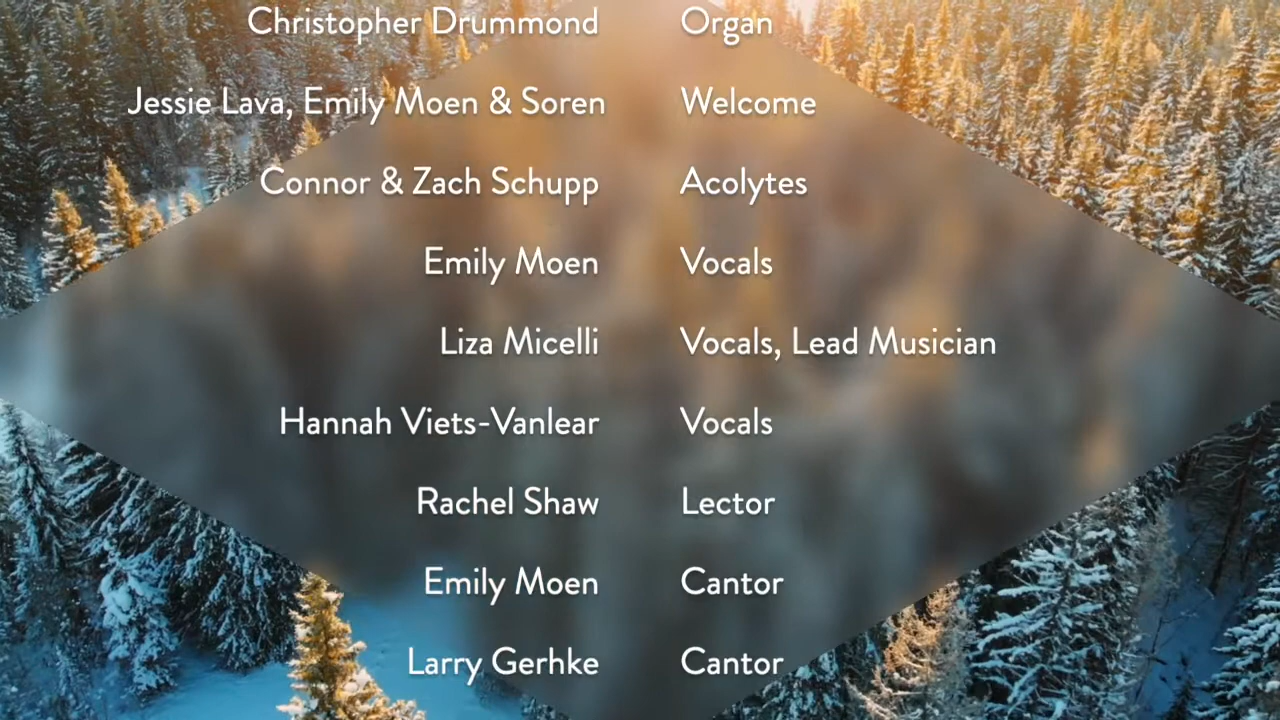 Christopher Drummond Organ
Jessie Lava, Emily Moen & Soren Welcome
Connor & Zach Schupp Acolytes
Emily Moen Vocals
Liza Micelli Vocals, Lead Musician
Hannah Viets-Vanlear Vocals
Rachel Shaw Lector
Emily Moen Cantor
Larry Gerhke Cantor